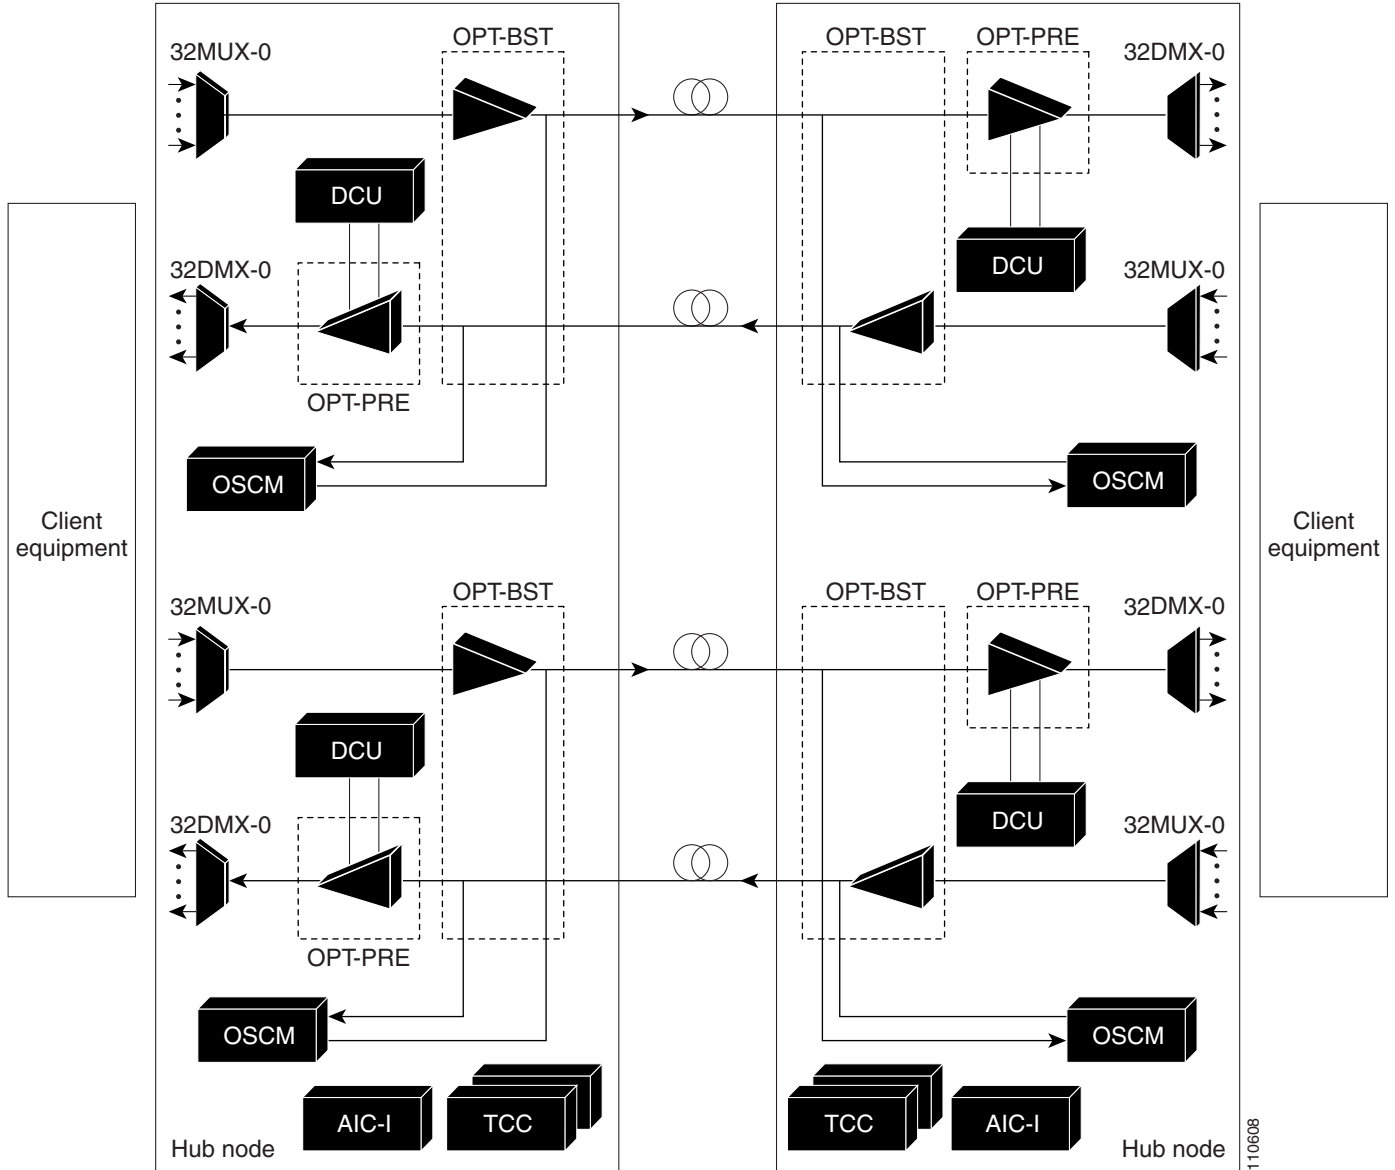 OPT-BST
OPT-BST
OPT-PRE
32MUX-0
32DMX-0
DCU
DCU
32DMX-0
32MUX-0
OPT-PRE
OSCM
OSCM
Client
equipment
Client
equipment
OPT-BST
OPT-BST
OPT-PRE
32MUX-0
32DMX-0
DCU
DCU
32DMX-0
32MUX-0
OPT-PRE
OSCM
OSCM
AIC-I
TCC
TCC
AIC-I
Hub node
Hub node
110608